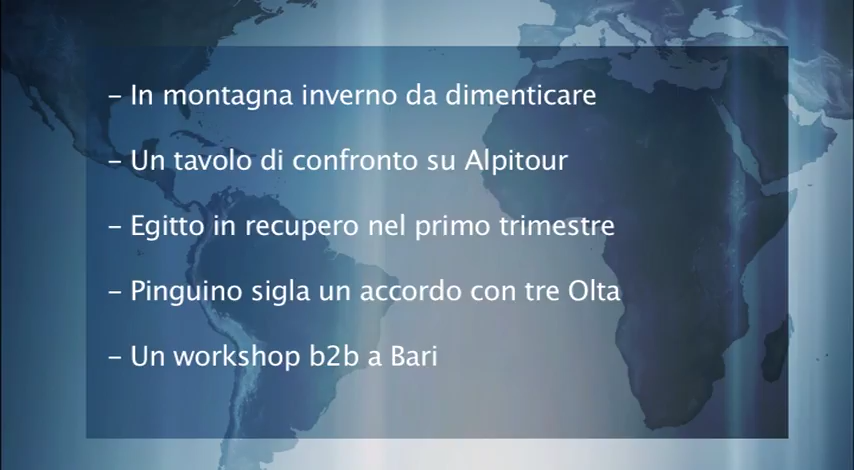 – In montagna inverno da dimenticare
– Un tavolo di confronto su Alpitour
– Egitto in recupero nel primo trimestre
– Pinguino sigla un accordo con tre Olta
– Un workshop b2b a Bari